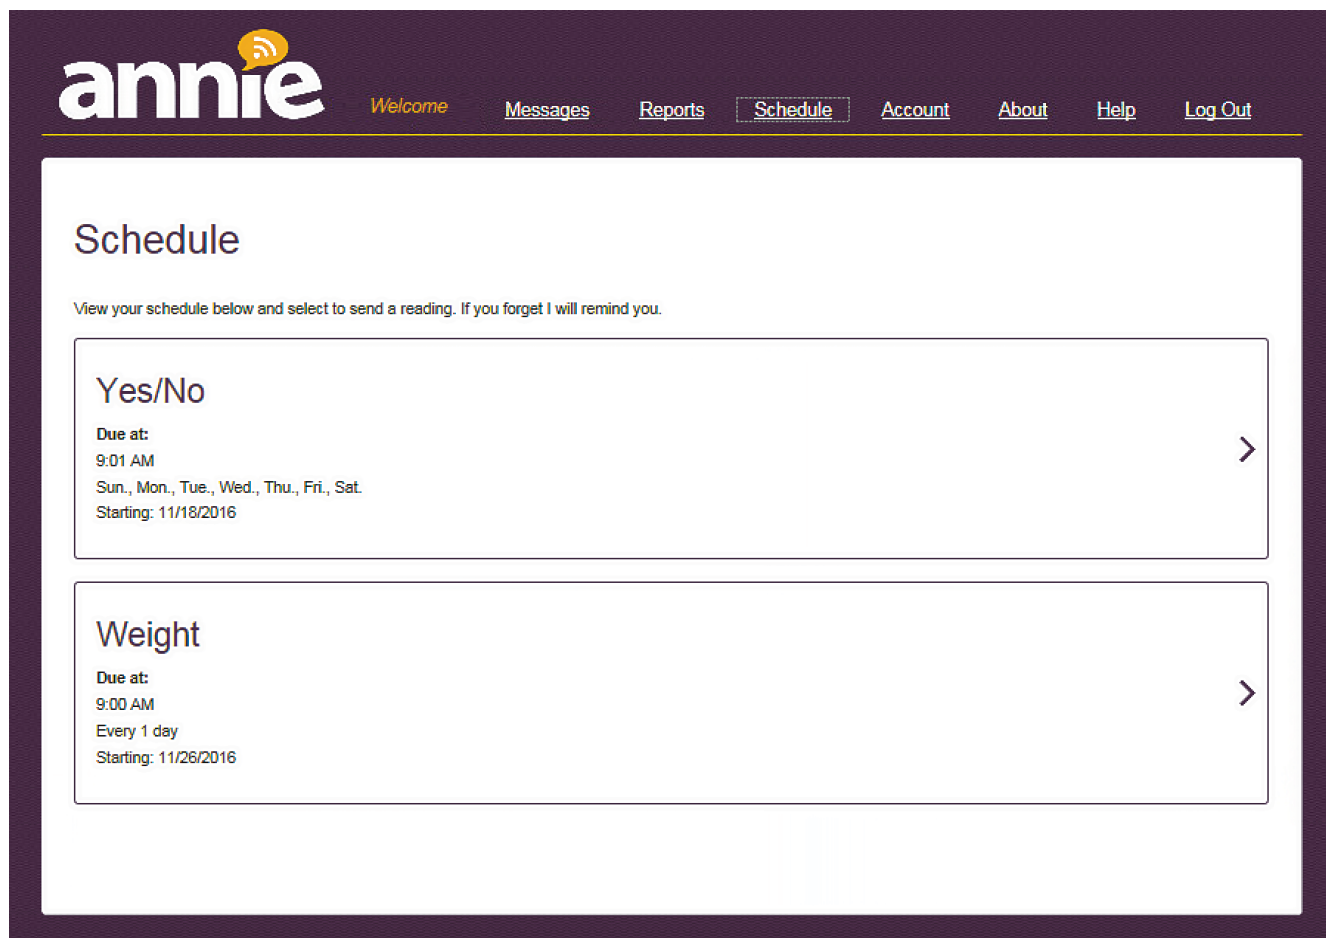 annie
Welcome Messages Reports Schedule Account About Help Log Out
Schedule
View your schedule below and select to send a reading. If you forget I will remind you.
Yes/No
Due at:
9:01 AM
Sun., Mon., Tue., Wed., Thu., Fri., Sat.
Starting: 11/18/2016
Weight
Due at:
9:00 AM
Every 1 day
Starting: 11/26/2016